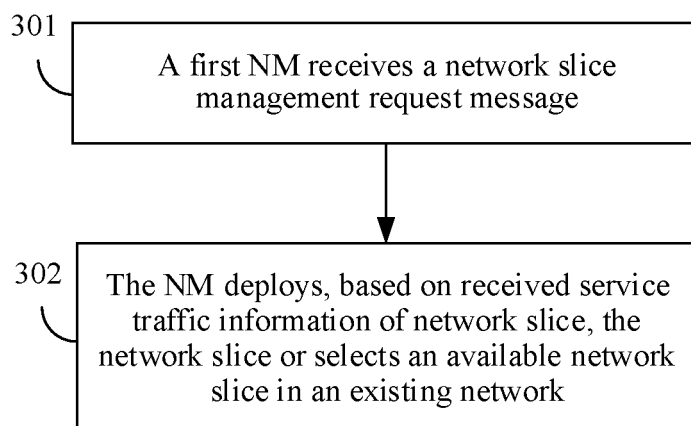 301
A first NM receives a network slice
management request message
302
The NM deploys, based on received service
traffic information of network slice, the
network slice or selects an available network
slice in an existing network